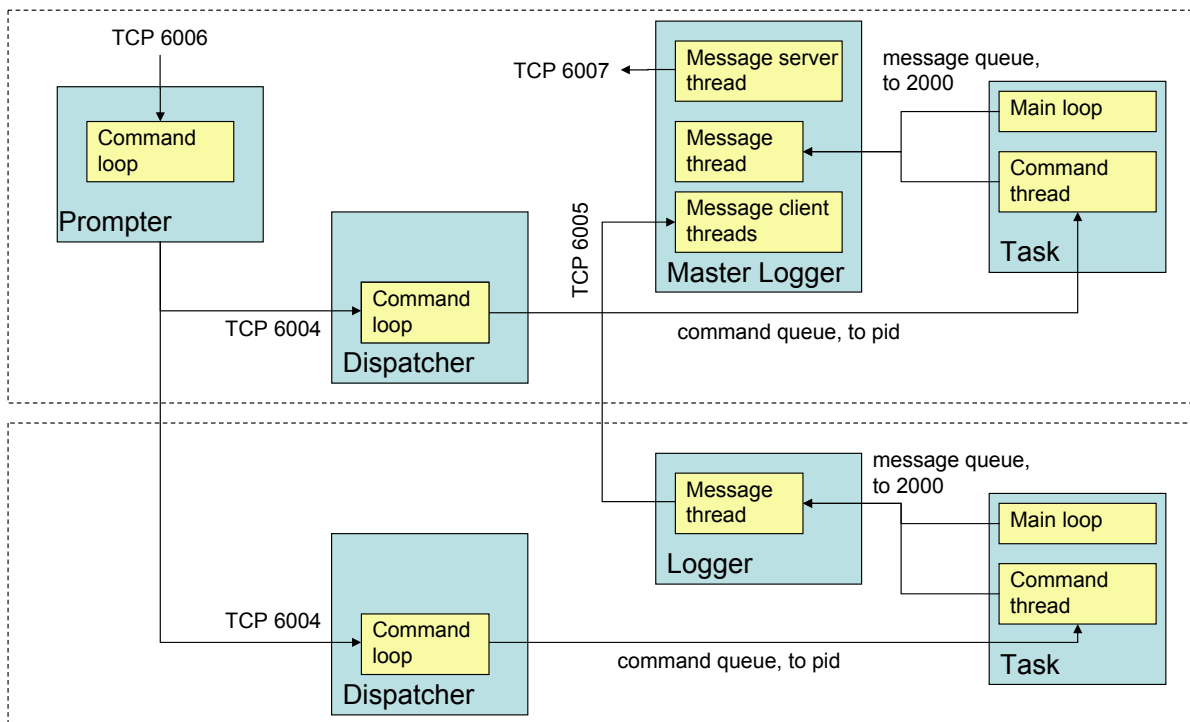 TCP 6006
Command
loop
Prompter
TCP 6007
Message server
thread
Message
thread
Message client
threads
Master Logger
message queue,
to 2000
Main loop
Command
thread
Task
TCP 6005
TCP 6004
Command
loop
Dispatcher
command queue, to pid
message queue,
to 2000
Message
thread
Logger
Main loop
Command
thread
Task
TCP 6004
Command
loop
Dispatcher
command queue, to pid